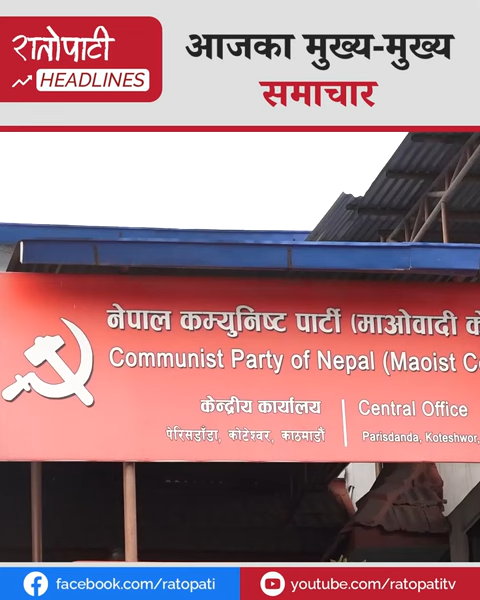 रातोपाटी
HEADLINES
आजका मुख्य-मुख्य
समाचार
नेपाल कम्युनिष्ट पार्टी (माओवादी
Communist Party of Nepal (Maoist
केन्द्रीय कार्यालय
Central Office
पेरिसडाँडा, कोटेश्वर, काठमाडौं
Parisdanda, Koteshwor,
facebook.com/ratopati
youtube.com/ratopatitv